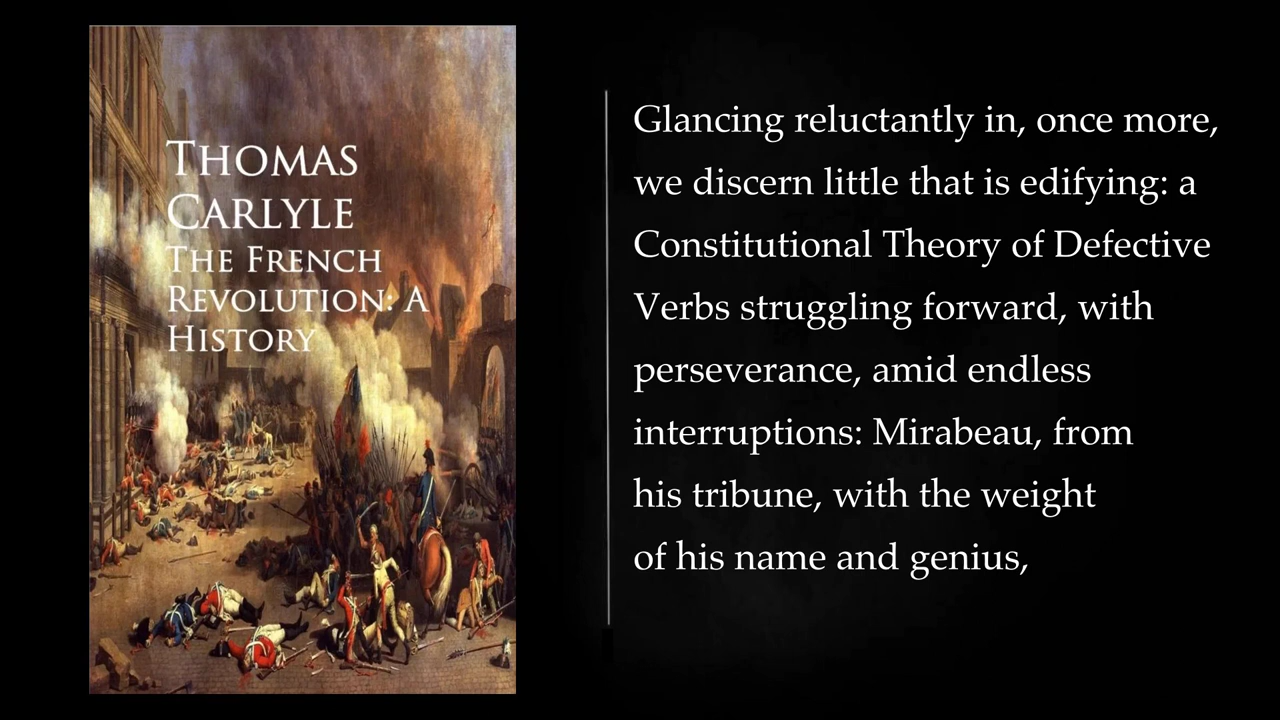 THOMAS
CARLYLE
THE FRENCH
REVOLUTION: A
HISTORY
Glancing reluctantly in, once more,
we discern little that is edifying: a
Constitutional Theory of Defective
Verbs struggling forward, with
perseverance, amid endless
interruptions: Mirabeau, from
his tribune, with the weight
of his name and genius,